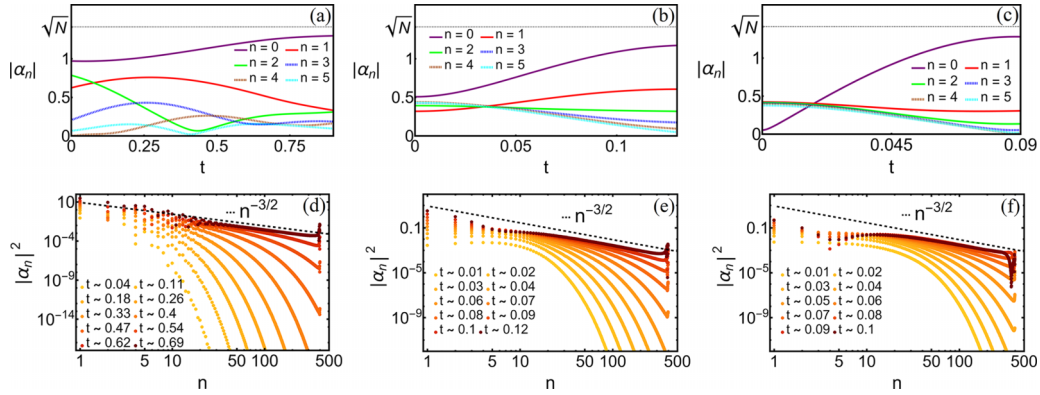 (a)
√N
1
0.5
0
|αn|
n = 0 n = 1
n = 2 n = 3
n = 4 n = 5
0 0.25 0.5 0.75
t
(b)
√N
1
0.5
0
|αn|
n = 0 n = 1
n = 2 n = 3
n = 4 n = 5
0 0.05 0.1
t
(c)
√N
1
0.5
0
|αn|
n = 0 n = 1
n = 2 n = 3
n = 4 n = 5
0 0.045 0.09
t
(d)
10
10⁻⁴
10⁻⁹
10⁻¹⁴
|αn|²
··· n⁻³/²
t ~ 0.04 t ~ 0.11
t ~ 0.18 t ~ 0.26
t ~ 0.33 t ~ 0.4
t ~ 0.47 t ~ 0.54
t ~ 0.62 t ~ 0.69
1 5 10 50 100 500
n
(e)
0.1
10⁻⁵
10⁻⁹
|αn|²
··· n⁻³/²
t ~ 0.01 t ~ 0.02
t ~ 0.03 t ~ 0.04
t ~ 0.06 t ~ 0.07
t ~ 0.08 t ~ 0.09
t ~ 0.1 t ~ 0.12
1 5 10 50 100 500
n
(f)
0.1
10⁻⁵
10⁻⁹
|αn|²
··· n⁻³/²
t ~ 0.01 t ~ 0.02
t ~ 0.03 t ~ 0.04
t ~ 0.05 t ~ 0.06
t ~ 0.07 t ~ 0.08
t ~ 0.09 t ~ 0.1
1 5 10 50 100 500
n